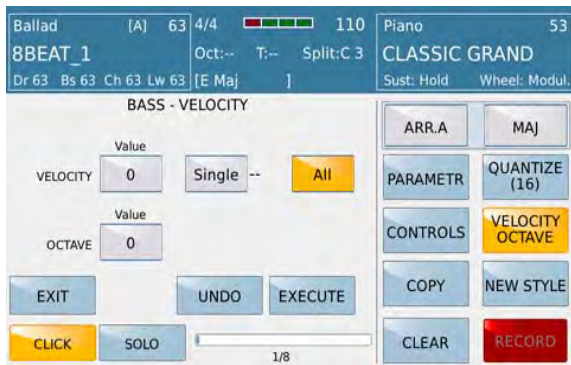 Ballad [A] 63
8BEAT_1
Dr 63 Bs 63 Ch 63 Lw 63
4/4 110
Oct:-- T:-- Split:C 3
[E Maj ]
Piano 53
CLASSIC GRAND
Sust: Hold Wheel: Modul.
BASS - VELOCITY
Value
VELOCITY 0 Single -- All
Value
OCTAVE 0
EXIT UNDO EXECUTE
CLICK SOLO
1/8
ARR.A MAJ
PARAMETR QUANTIZE
(16)
CONTROLS VELOCITY
OCTAVE
COPY NEW STYLE
CLEAR RECORD